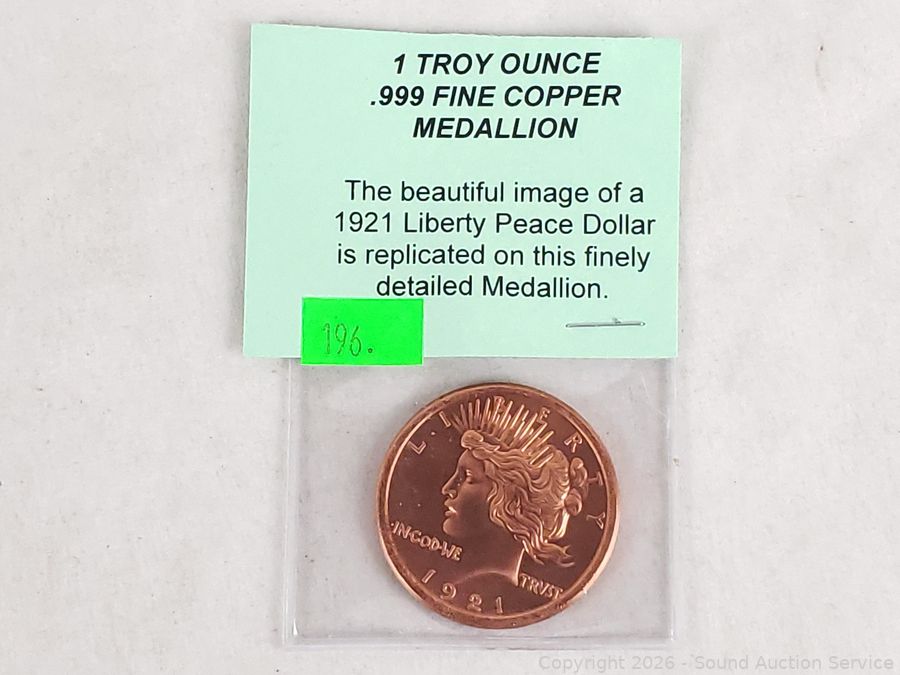 1 TROY OUNCE
.999 FINE COPPER
MEDALLION
The beautiful image of a
1921 Liberty Peace Dollar
is replicated on this finely
detailed Medallion.
196.
LIBERTY
IN·GOD·WE
TRVST
1921
Copyright 2026 - Sound Auction Service